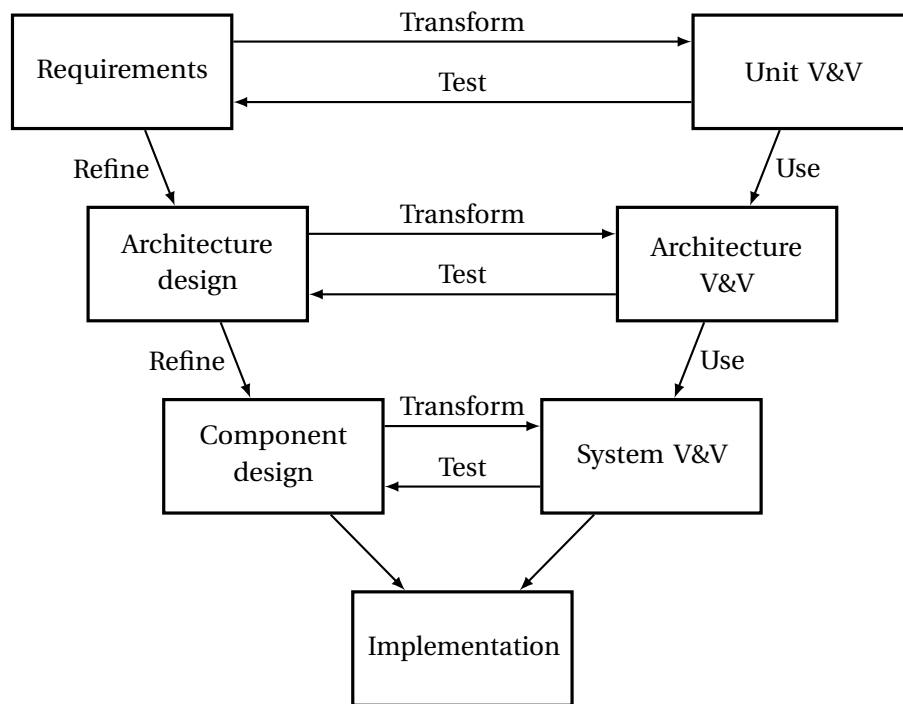 Transform
Requirements
Unit V&V
Test
Refine
Use
Transform
Architecture
design
Architecture
V&V
Test
Refine
Use
Transform
Component
design
System V&V
Test
Implementation